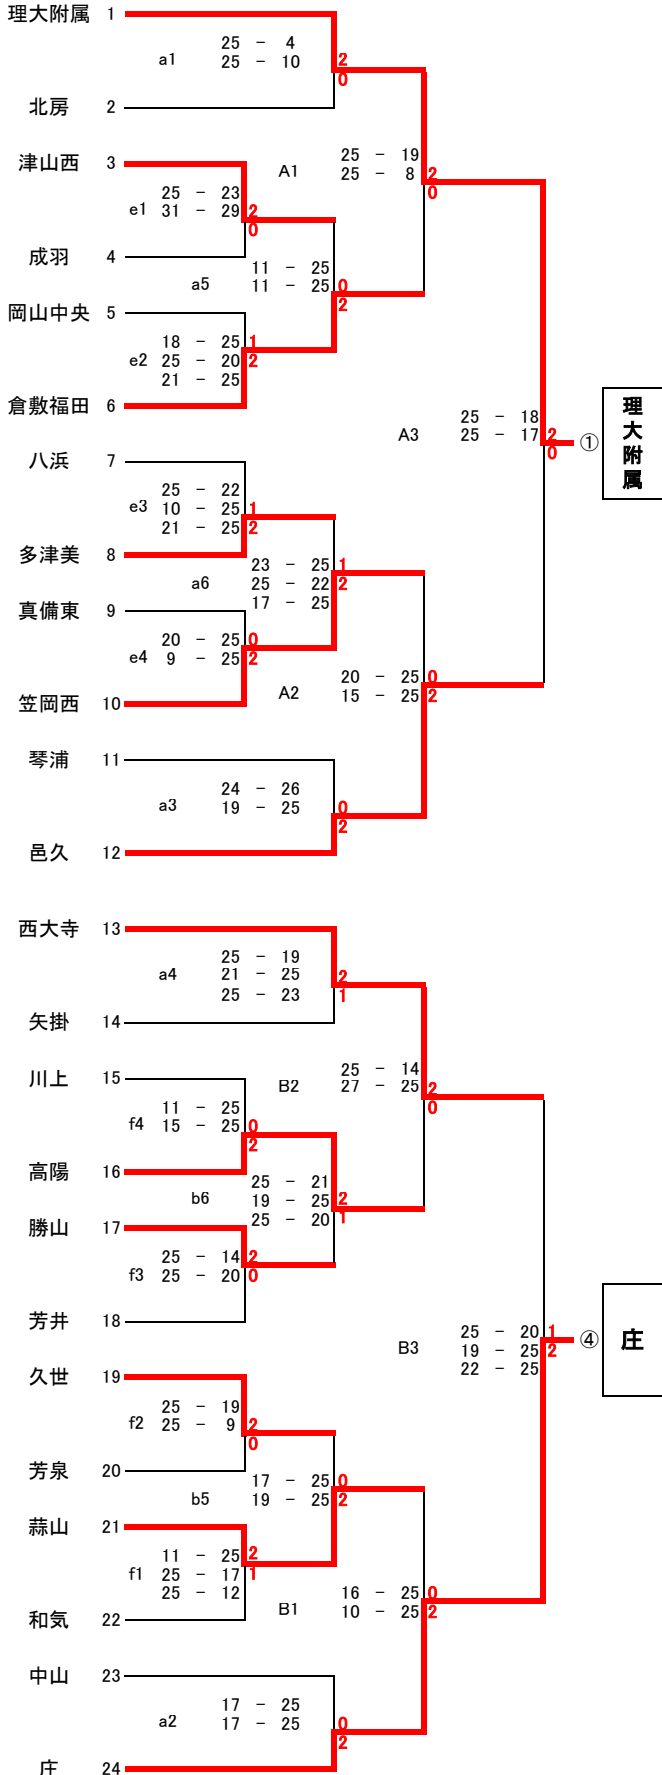 理大附属 1
25 - 4
a1 25 - 10 2
0
北房 2
津山西 3
25 - 19
A1 25 - 8 2
0
25 - 23
e1 31 - 29 2
0
成羽 4
11 - 25 0
a5 11 - 25 2
岡山中央 5
18 - 25 1
e2 25 - 20 2
21 - 25
倉敷福田 6
25 - 18
A3 25 - 17 2
0
① 理大附属
八浜 7
25 - 22
e3 10 - 25 1
21 - 25 2
多津美 8
23 - 25 1
a6 25 - 22 2
17 - 25
真備東 9
20 - 25 0
e4 9 - 25 2
20 - 25 0
A2 15 - 25 2
笠岡西 10
琴浦 11
24 - 26
a3 19 - 25 0
2
邑久 12
西大寺 13
25 - 19
a4 21 - 25 2
25 - 23 1
矢掛 14
川上 15
25 - 14
B2 27 - 25 2
0
11 - 25
f4 15 - 25 0
2
高陽 16
25 - 21
b6 19 - 25 2
25 - 20 1
勝山 17
25 - 14 2
f3 25 - 20 0
芳井 18
25 - 20 1
B3 19 - 25 2
22 - 25
④ 庄
久世 19
25 - 19
f2 25 - 9 2
0
芳泉 20
17 - 25 0
b5 19 - 25 2
蒜山 21
11 - 25 2
f1 25 - 17 1
25 - 12
16 - 25 0
B1 10 - 25 2
和気 22
中山 23
17 - 25
a2 17 - 25 0
2
庄 24